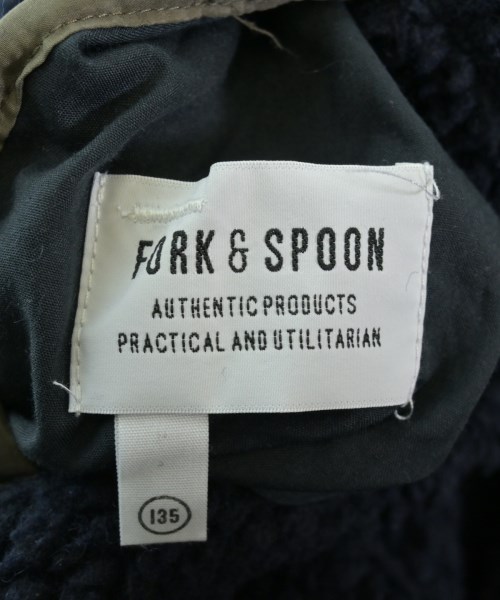 FORK & SPOON
AUTHENTIC PRODUCTS
PRACTICAL AND UTILITARIAN
135